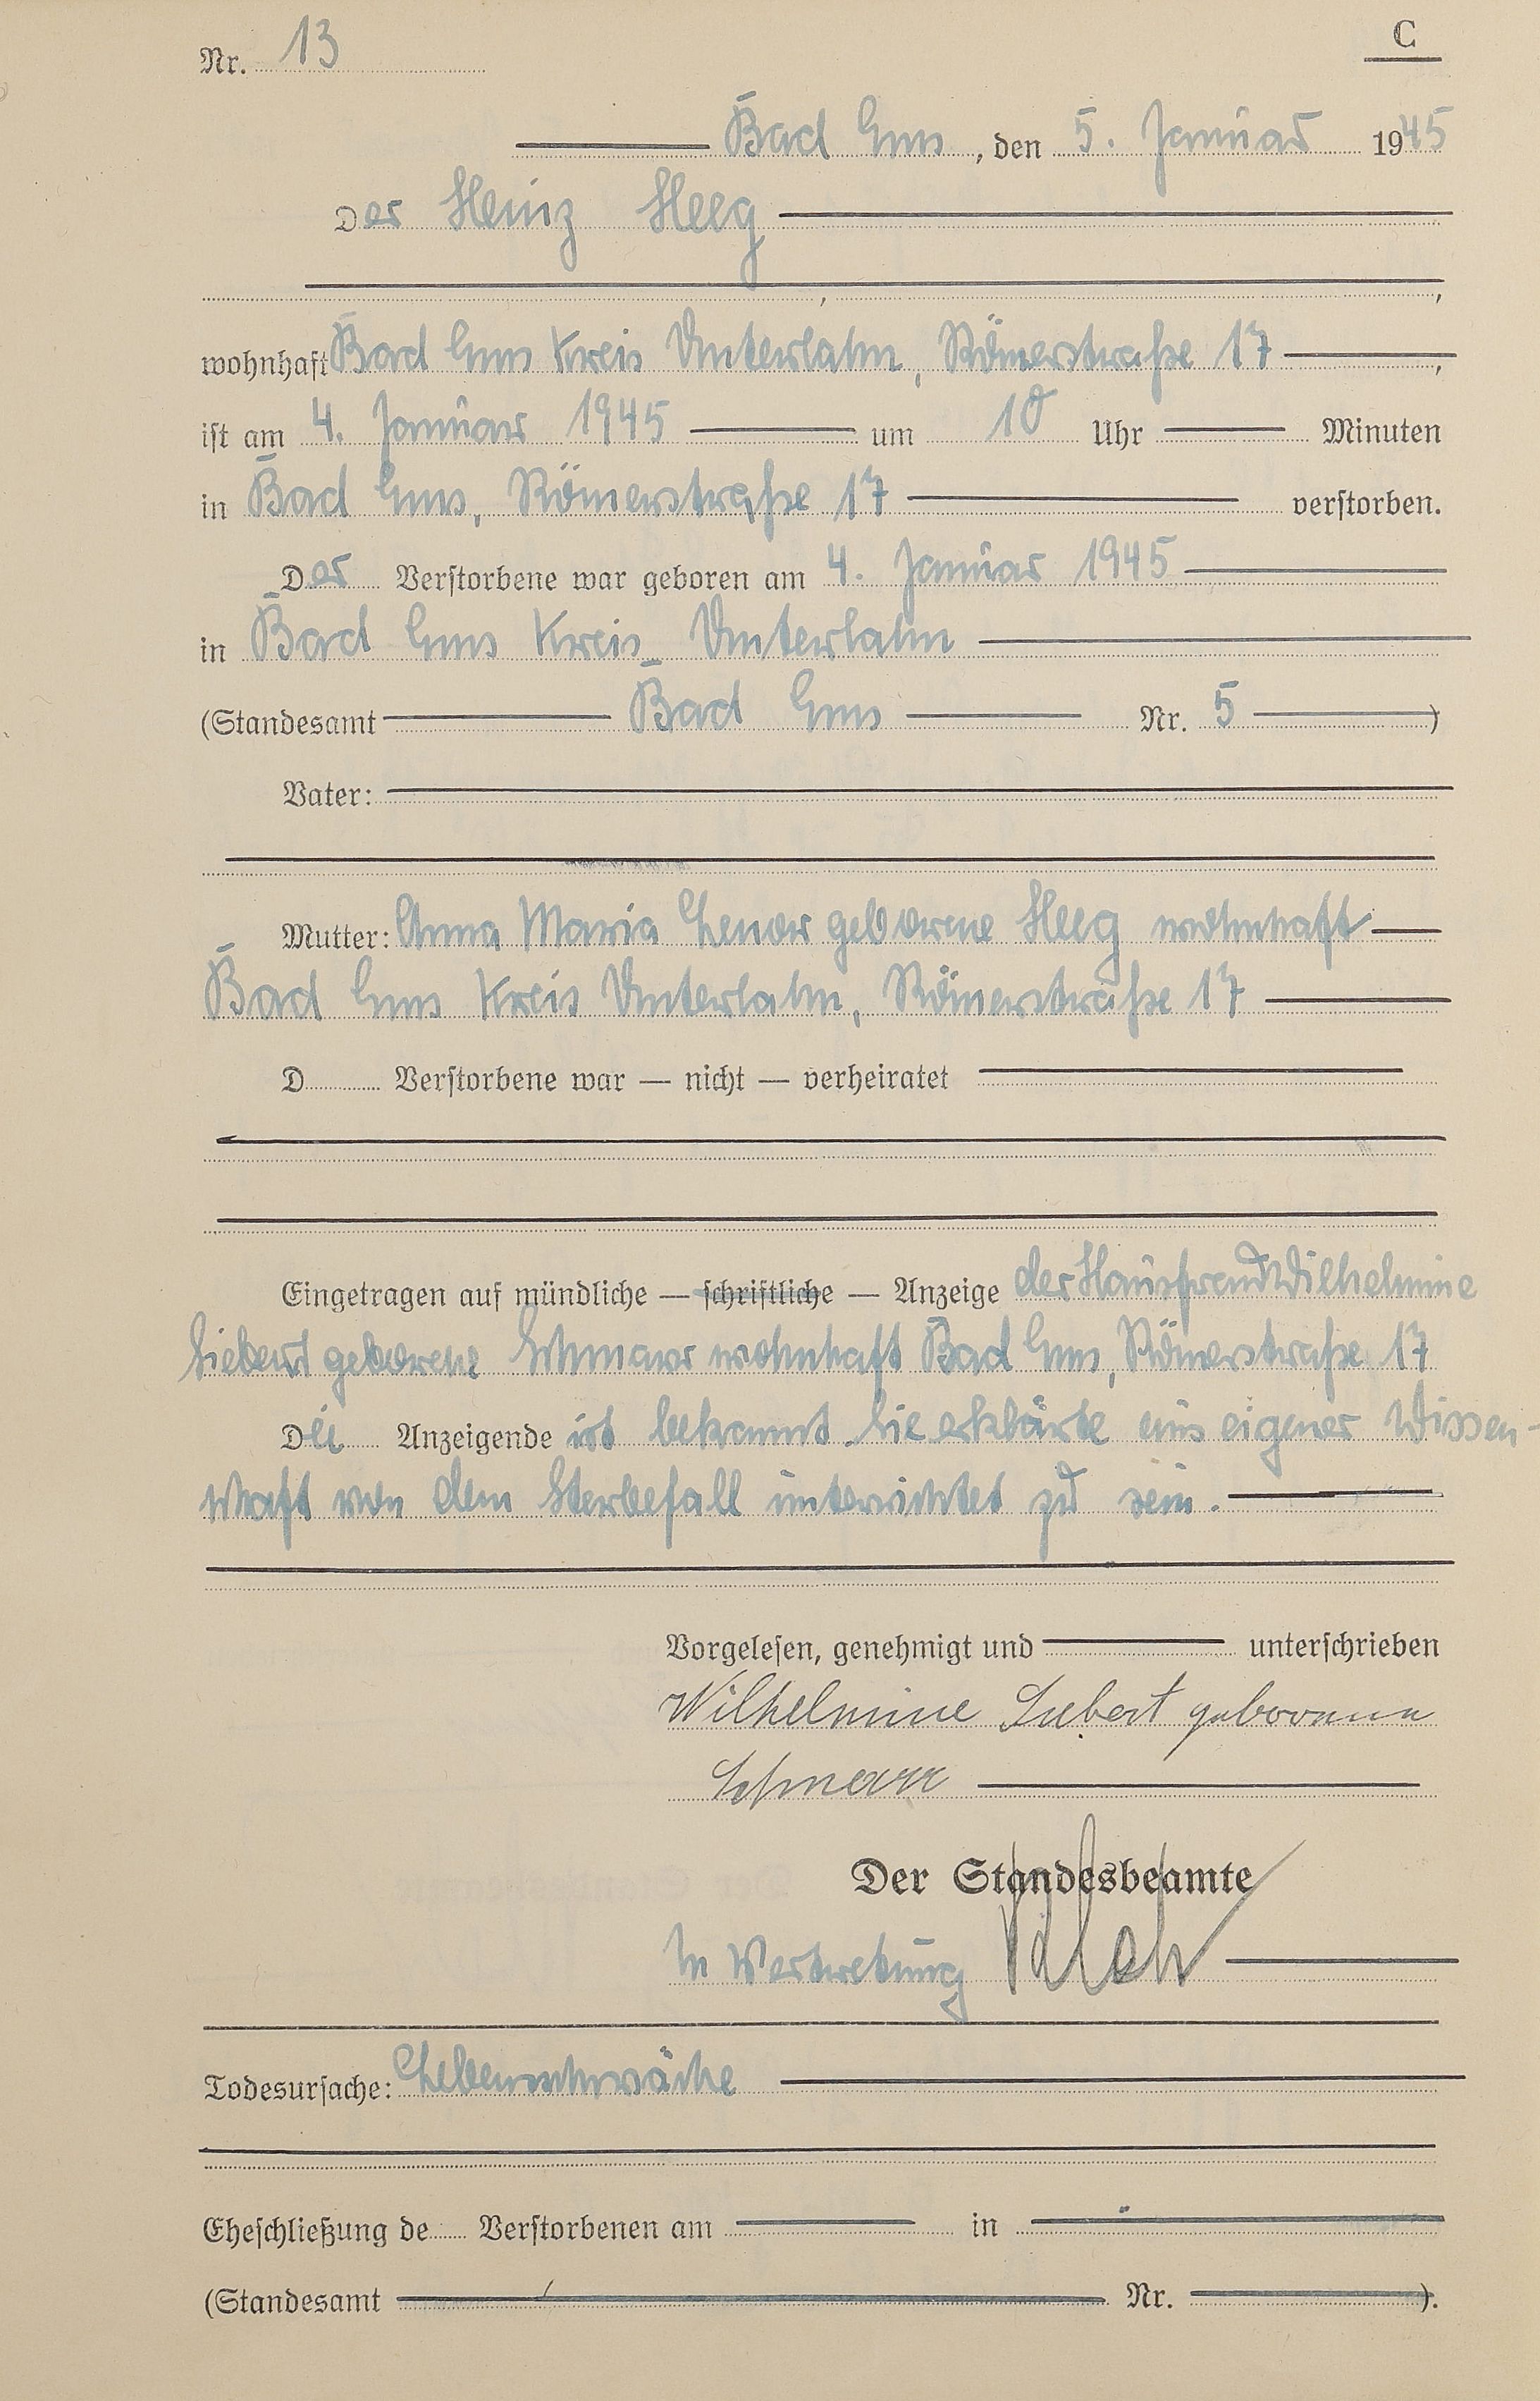 Nr. 13
C
Bad Ems, den 5. Januar 1945
Der Heinz Heeg
wohnhaft Bad Ems Kreis Unterlahn, Römerstraße 17,
ist am 4. Januar 1945 um 10 Uhr Minuten
in Bad Ems, Römerstraße 17 verstorben.
Der Verstorbene war geboren am 4. Januar 1945
in Bad Ems Kreis Unterlahn
(Standesamt Bad Ems Nr. 5)
Vater:
Mutter: Anna Maria geborene Heeg wohnhaft
Bad Ems Kreis Unterlahn, Römerstraße 17
D Verstorbene war — nicht — verheiratet
Eingetragen auf mündliche — schriftliche — Anzeige der Hausfrau Wilhelmine
Siebert geborene Schmarr wohnhaft Bad Ems, Römerstraße 17
Die Anzeigende ist bekannt. Sie erklärte aus eigener Wissen-
schaft von dem Sterbefall unterrichtet zu sein.
Vorgelesen, genehmigt und unterschrieben
Wilhelmine Siebert geborene
Schmarr
Der Standesbeamte
In Vertretung
Todesursache: Lebensschwäche
Eheschließung de Verstorbenen am in
(Standesamt Nr. ).